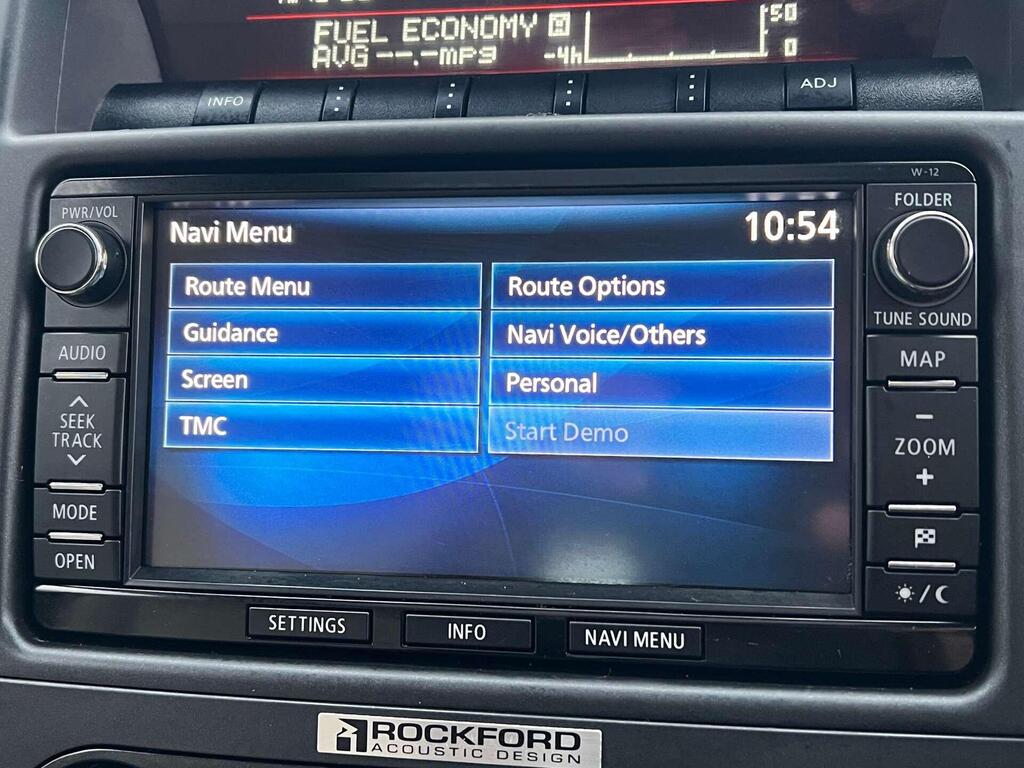 FUEL ECONOMY
50
AVG --.-mpg
-4h
0
INFO
ADJ
W-12
PWR/VOL
FOLDER
Navi Menu
10:54
Route Menu
Route Options
TUNE SOUND
Guidance
Navi Voice/Others
AUDIO
MAP
Screen
Personal
SEEK
TRACK
TMC
Start Demo
ZOOM
MODE
OPEN
SETTINGS
INFO
NAVI MENU
ROCKFORD
ACOUSTIC DESIGN